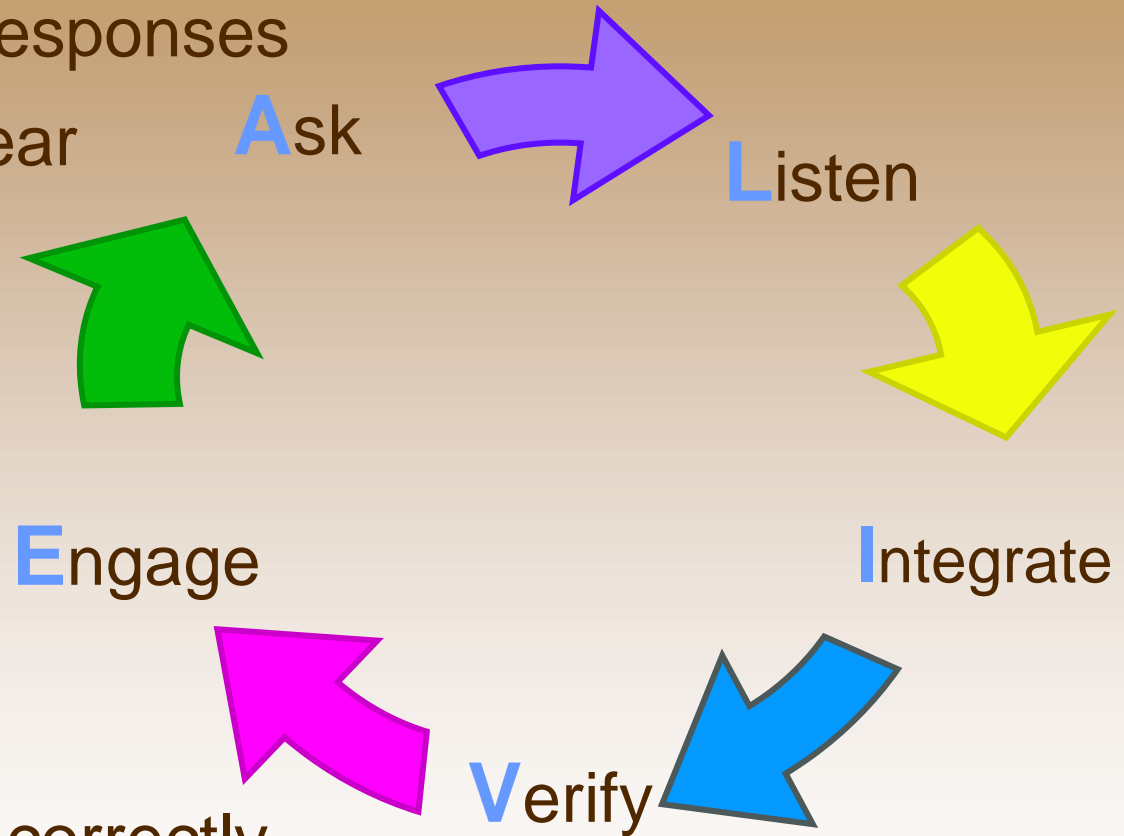 esponses
ear
Ask
Listen
Engage
Integrate
Verify
correctly